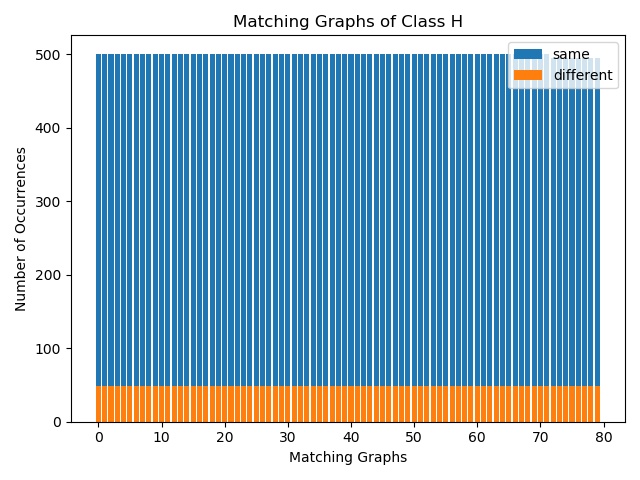 Matching Graphs of Class H
same
different
Number of Occurrences
500
400
300
200
100
0
0 10 20 30 40 50 60 70 80
Matching Graphs